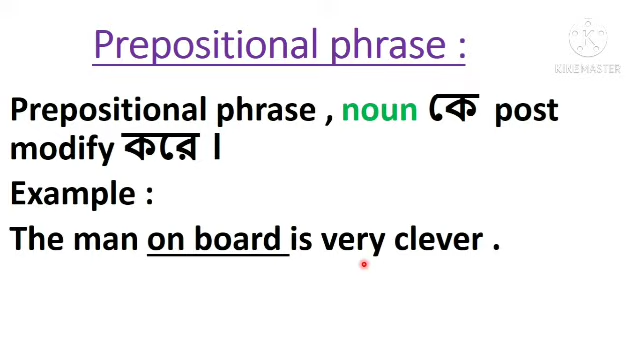 Prepositional phrase :
KINEMASTER
Prepositional phrase , noun কে post
modify করে ।
Example :
The man on board is very clever .